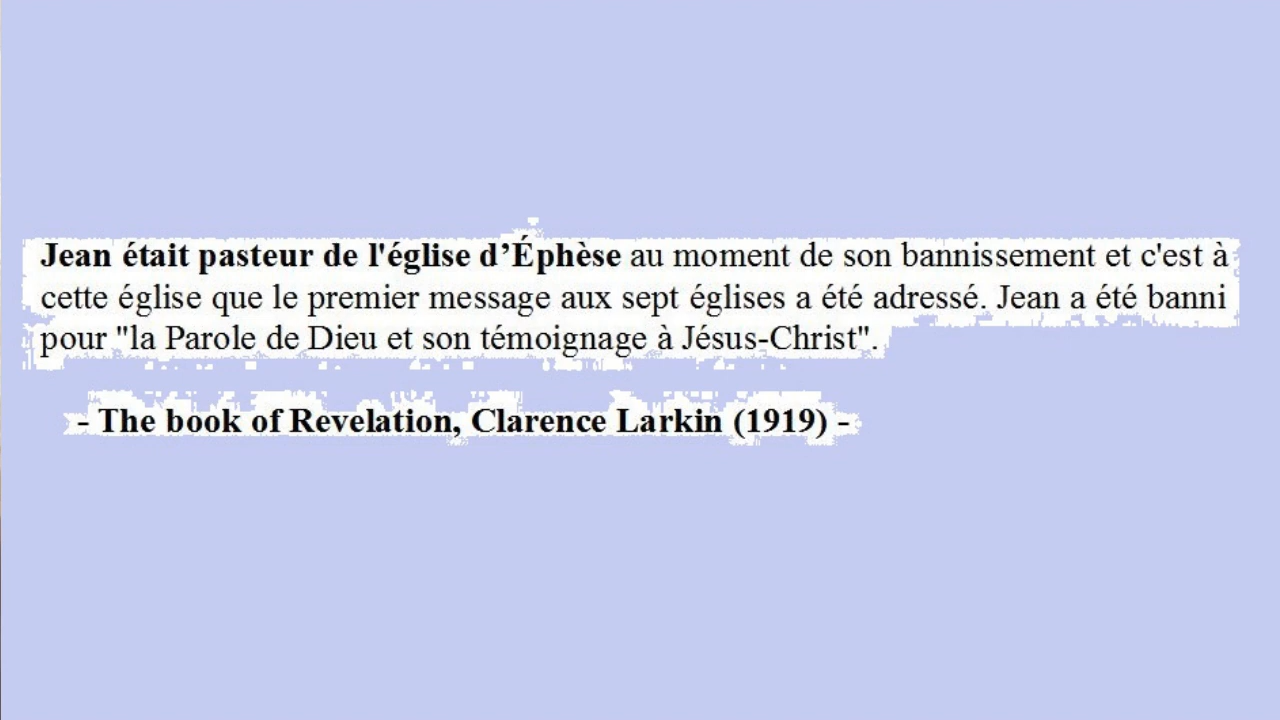 Jean était pasteur de l'église d’Éphèse au moment de son bannissement et c'est à
cette église que le premier message aux sept églises a été adressé. Jean a été banni
pour "la Parole de Dieu et son témoignage à Jésus-Christ".
- The book of Revelation, Clarence Larkin (1919) -